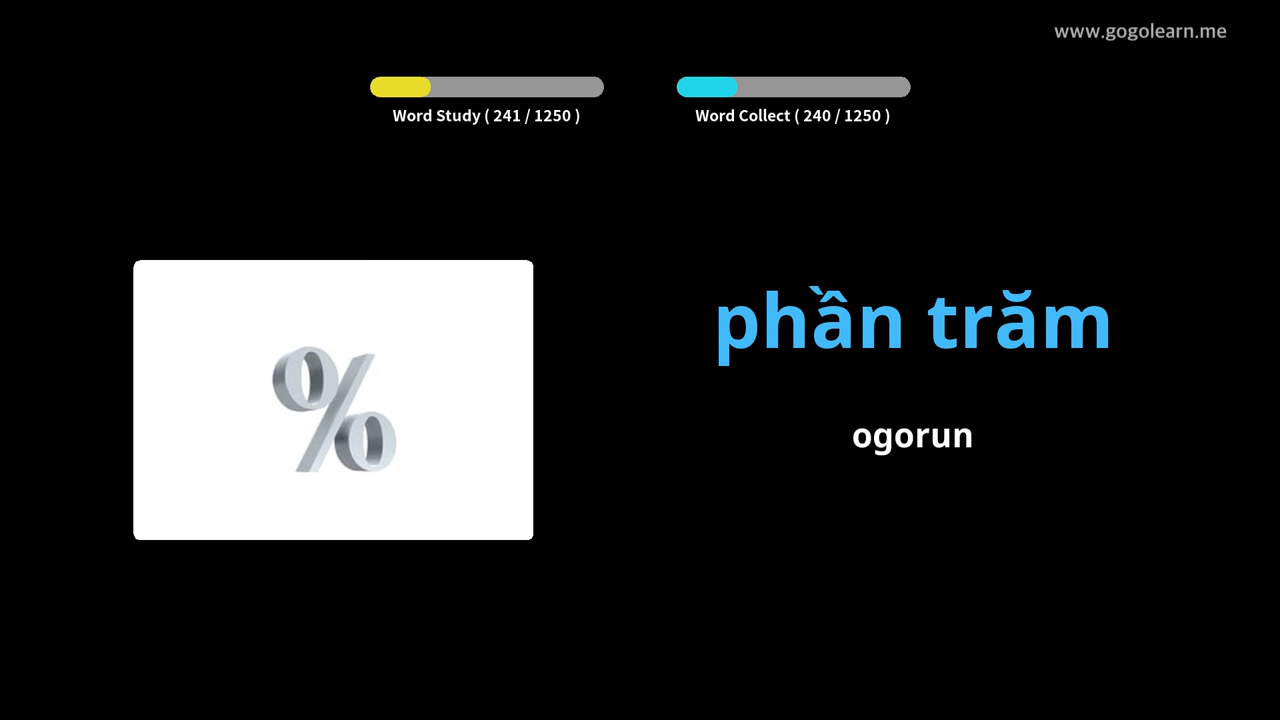 www.gogolearn.me
Word Study ( 241 / 1250 )
Word Collect ( 240 / 1250 )
%
phần trăm
ogorun